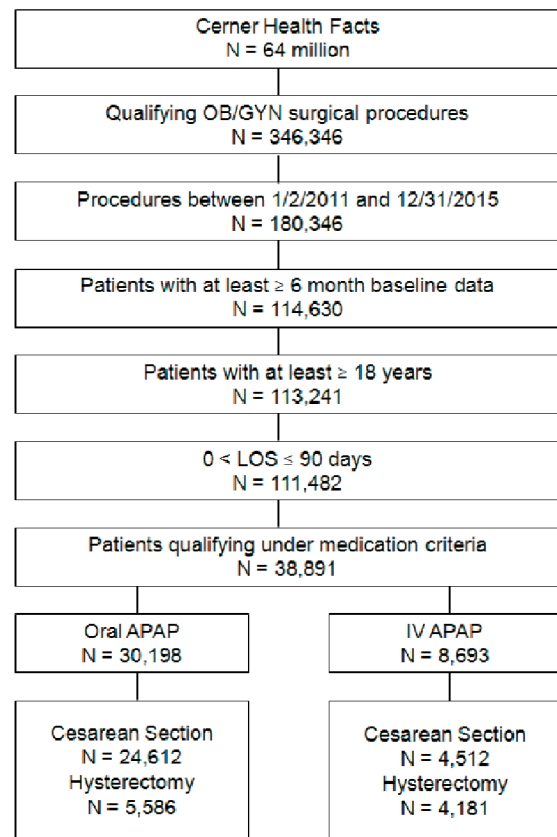 Cerner Health Facts
N = 64 million
Qualifying OB/GYN surgical procedures
N = 346,346
Procedures between 1/2/2011 and 12/31/2015
N = 180,346
Patients with at least ≥ 6 month baseline data
N = 114,630
Patients with at least ≥ 18 years
N = 113,241
0 < LOS ≤ 90 days
N = 111,482
Patients qualifying under medication criteria
N = 38,891
Oral APAP
N = 30,198
IV APAP
N = 8,693
Cesarean Section
N = 24,612
Hysterectomy
N = 5,586
Cesarean Section
N = 4,512
Hysterectomy
N = 4,181